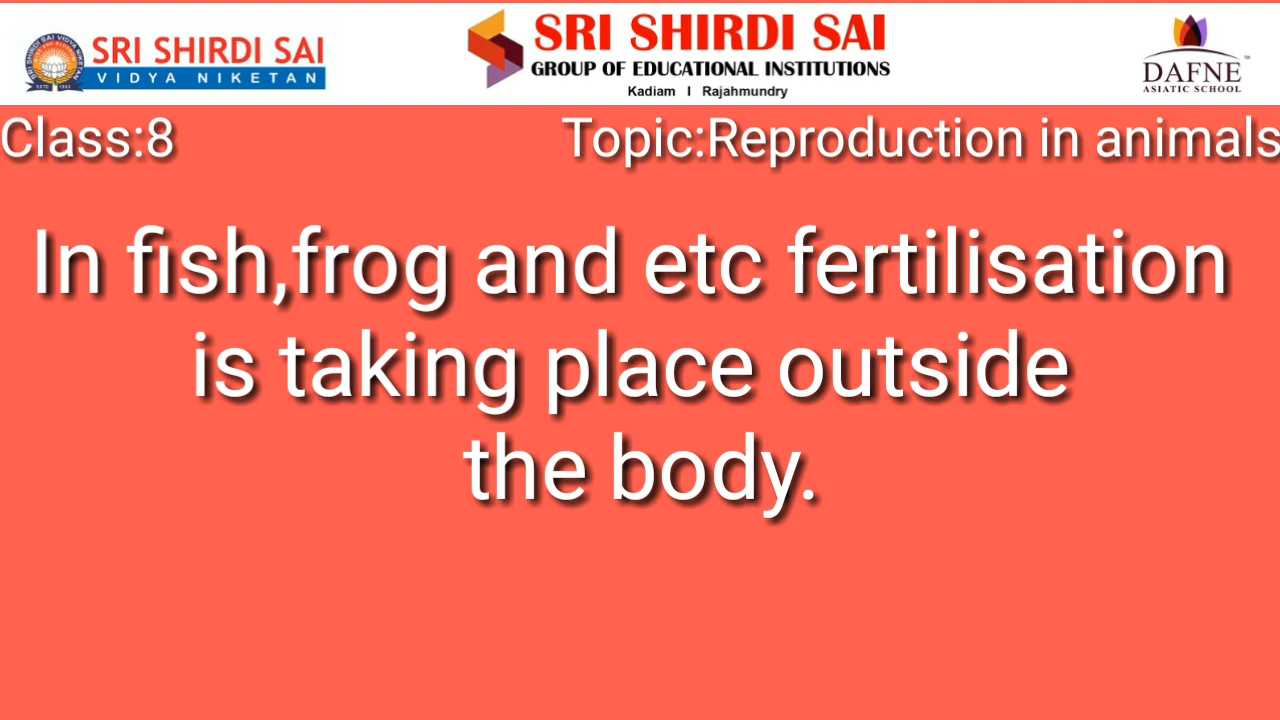 SRI SHIRDI SAI
VIDYA NIKETAN
SRI SHIRDI SAI
GROUP OF EDUCATIONAL INSTITUTIONS
Kadiam I Rajahmundry
DAFNE
ASIATIC SCHOOL
Class:8
Topic:Reproduction in animals
In fish,frog and etc fertilisation
is taking place outside
the body.